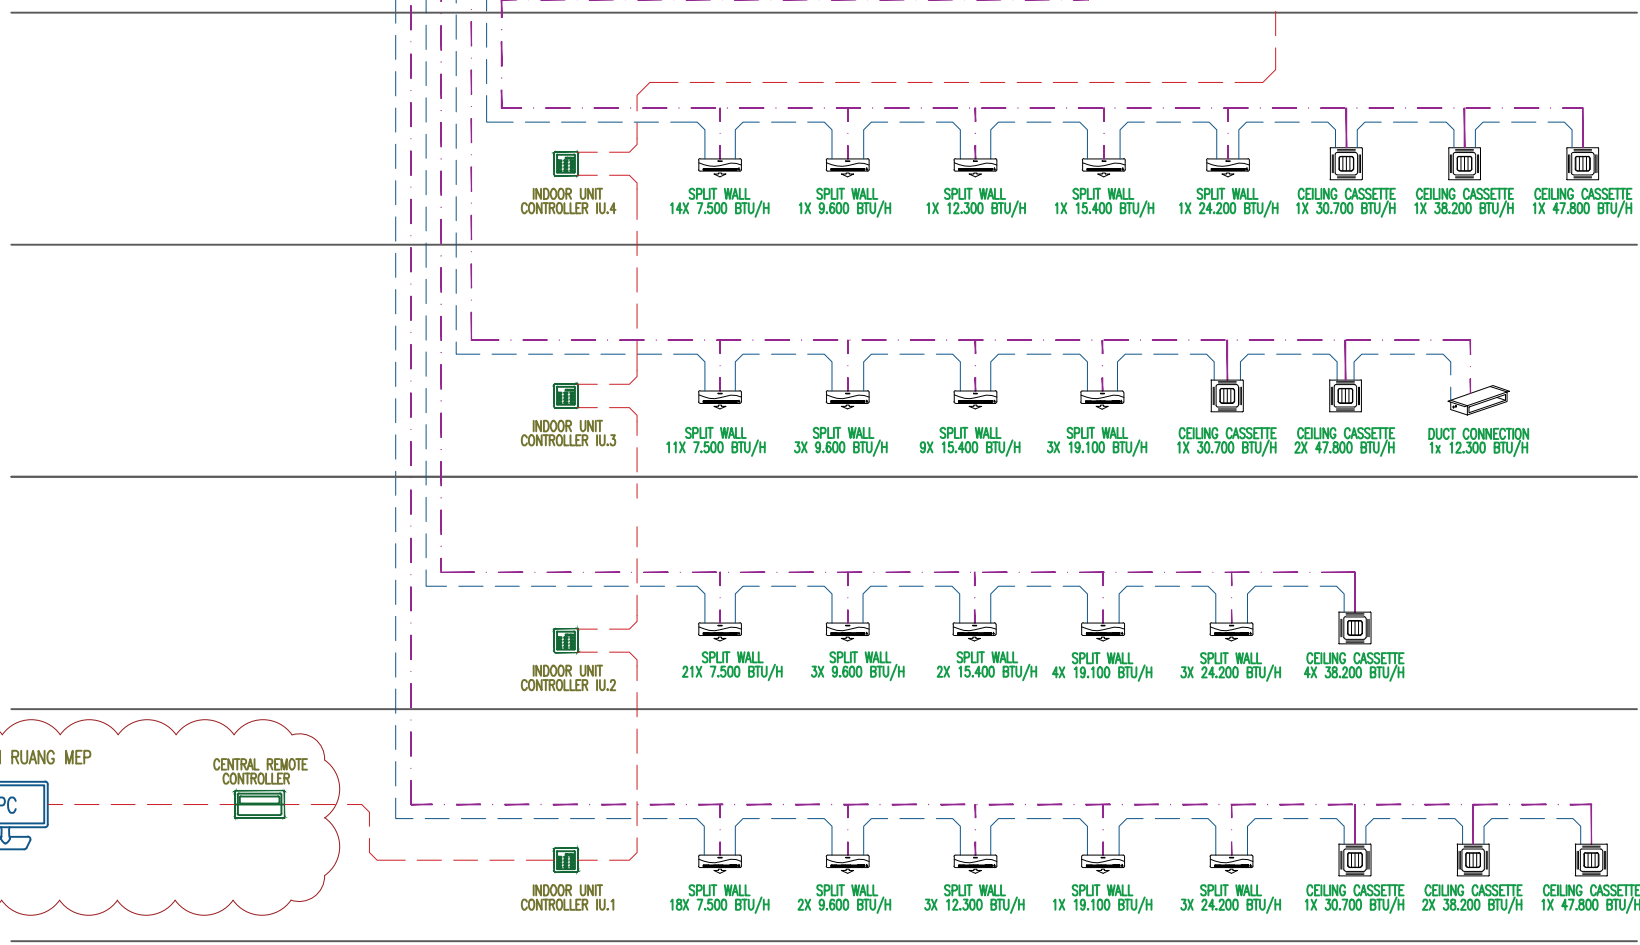 INDOOR UNIT
CONTROLLER IU.4
SPLIT WALL
14X 7.500 BTU/H
SPLIT WALL
1X 9.600 BTU/H
SPLIT WALL
1X 12.300 BTU/H
SPLIT WALL
1X 15.400 BTU/H
SPLIT WALL
1X 24.200 BTU/H
CEILING CASSETTE
1X 30.700 BTU/H
CEILING CASSETTE
1X 38.200 BTU/H
CEILING CASSETTE
1X 47.800 BTU/H
INDOOR UNIT
CONTROLLER IU.3
SPLIT WALL
11X 7.500 BTU/H
SPLIT WALL
3X 9.600 BTU/H
SPLIT WALL
9X 15.400 BTU/H
SPLIT WALL
3X 19.100 BTU/H
CEILING CASSETTE
1X 30.700 BTU/H
CEILING CASSETTE
2X 47.800 BTU/H
DUCT CONNECTION
1x 12.300 BTU/H
INDOOR UNIT
CONTROLLER IU.2
SPLIT WALL
21X 7.500 BTU/H
SPLIT WALL
3X 9.600 BTU/H
SPLIT WALL
2X 15.400 BTU/H
SPLIT WALL
4X 19.100 BTU/H
SPLIT WALL
3X 24.200 BTU/H
CEILING CASSETTE
4X 38.200 BTU/H
RUANG MEP
PC
CENTRAL REMOTE
CONTROLLER
INDOOR UNIT
CONTROLLER IU.1
SPLIT WALL
18X 7.500 BTU/H
SPLIT WALL
2X 9.600 BTU/H
SPLIT WALL
3X 12.300 BTU/H
SPLIT WALL
1X 19.100 BTU/H
SPLIT WALL
3X 24.200 BTU/H
CEILING CASSETTE
1X 30.700 BTU/H
CEILING CASSETTE
2X 38.200 BTU/H
CEILING CASSETTE
1X 47.800 BTU/H